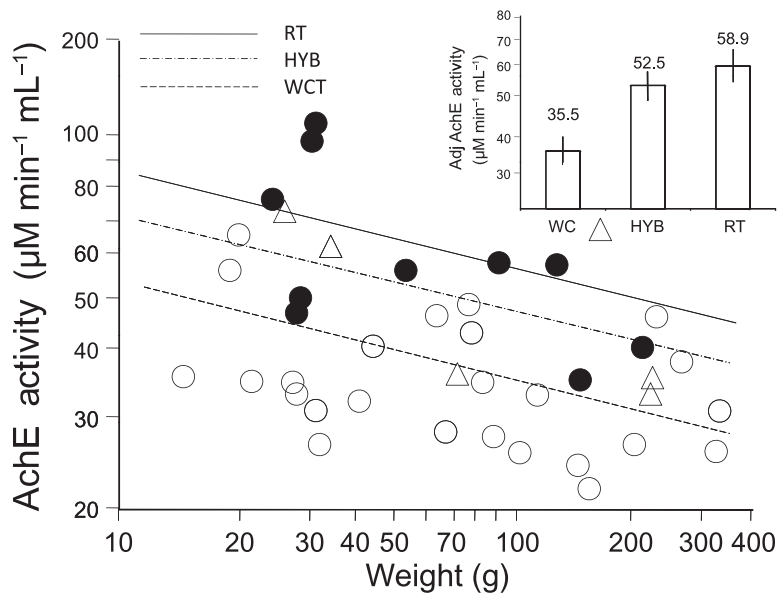 RT
HYB
WCT
AchE activity (µM min⁻¹ mL⁻¹)
200
100
80
60
50
40
30
20
10 20 30 40 50 70 100 200 300 400
Weight (g)
Adj AchE activity
(µM min⁻¹ mL⁻¹)
80
70
60
50
40
30
35.5
52.5
58.9
WC HYB RT